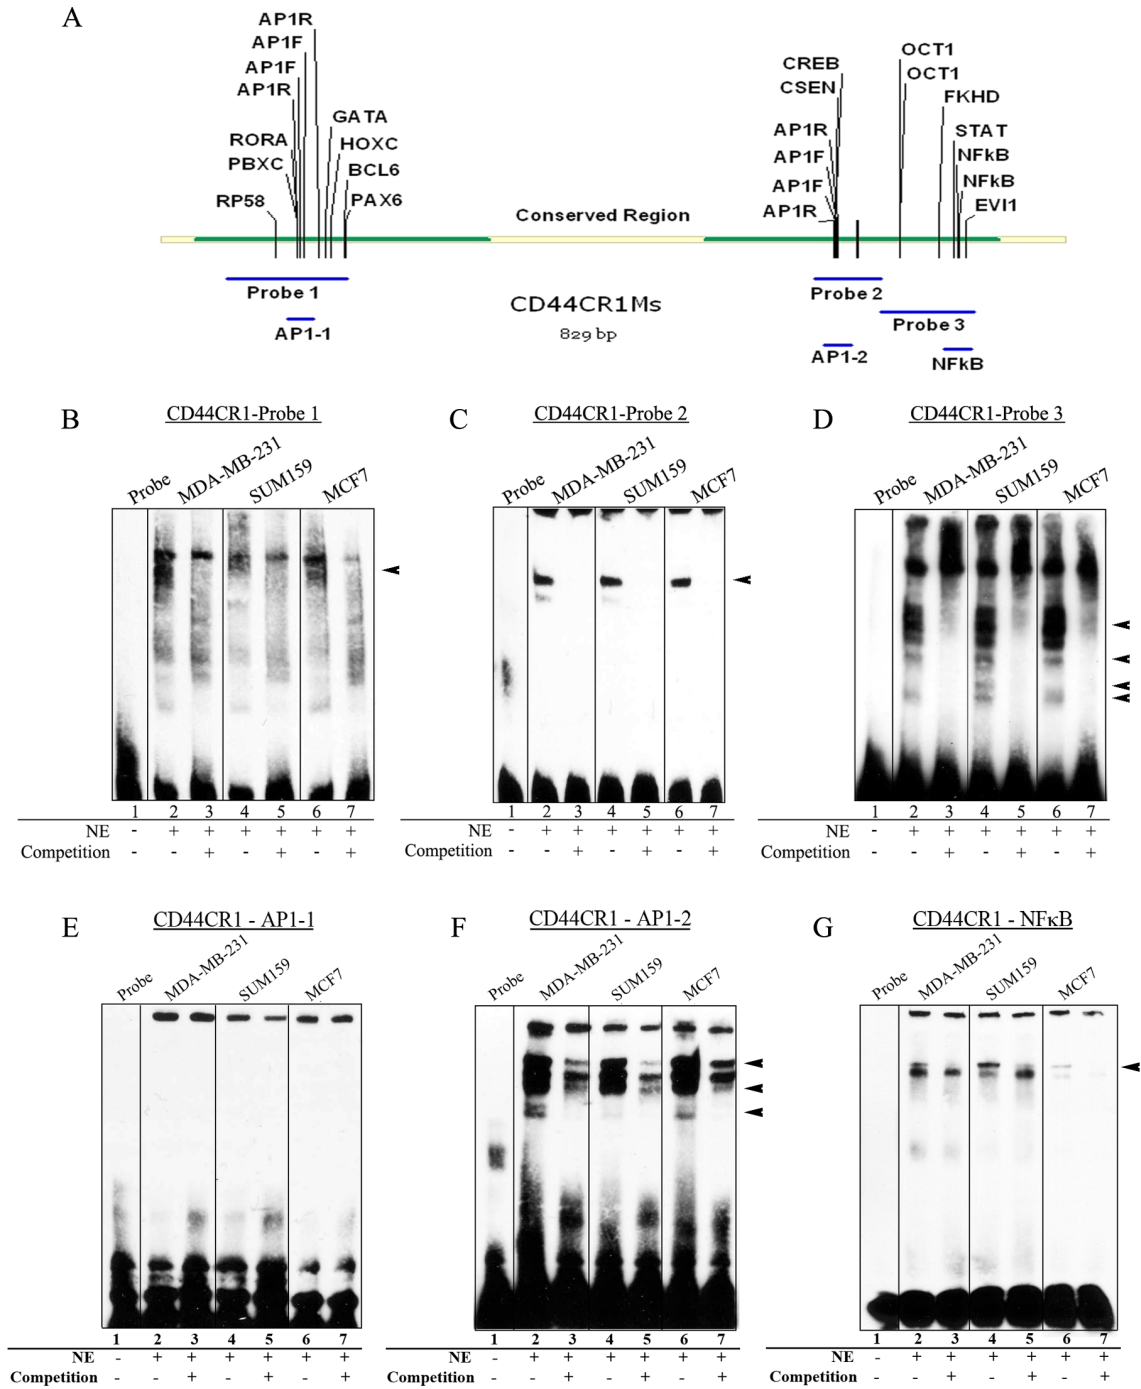 A
AP1R
AP1F
AP1F
AP1R
RORA
PBXC
RP58
GATA
HOXC
BCL6
PAX6
CREB
CSEN
AP1R
AP1F
AP1F
AP1R
OCT1
OCT1
FKHD
STAT
NFkB
NFkB
EVI1
Conserved Region
Probe 1
AP1-1
CD44CR1Ms
829 bp
Probe 2
AP1-2
Probe 3
NFkB
B
CD44CR1-Probe 1
Probe
MDA-MB-231
SUM159
MCF7
1 2 3 4 5 6 7
NE - + + + + + +
Competition - - + - + - +
C
CD44CR1-Probe 2
Probe
MDA-MB-231
SUM159
MCF7
1 2 3 4 5 6 7
- + + + + + +
- - + - + - +
D
CD44CR1-Probe 3
Probe
MDA-MB-231
SUM159
MCF7
1 2 3 4 5 6 7
- + + + + + +
- - + - + - +
E
CD44CR1 - AP1-1
Probe
MDA-MB-231
SUM159
MCF7
1 2 3 4 5 6 7
NE - + + + + + +
Competition - - + - + - +
F
CD44CR1 - AP1-2
Probe
MDA-MB-231
SUM159
MCF7
1 2 3 4 5 6 7
NE - + + + + + +
Competition - - + - + - +
G
CD44CR1 - NFκB
Probe
MDA-MB-231
SUM159
MCF7
1 2 3 4 5 6 7
NE - + + + + + +
Competition - - + - + - +